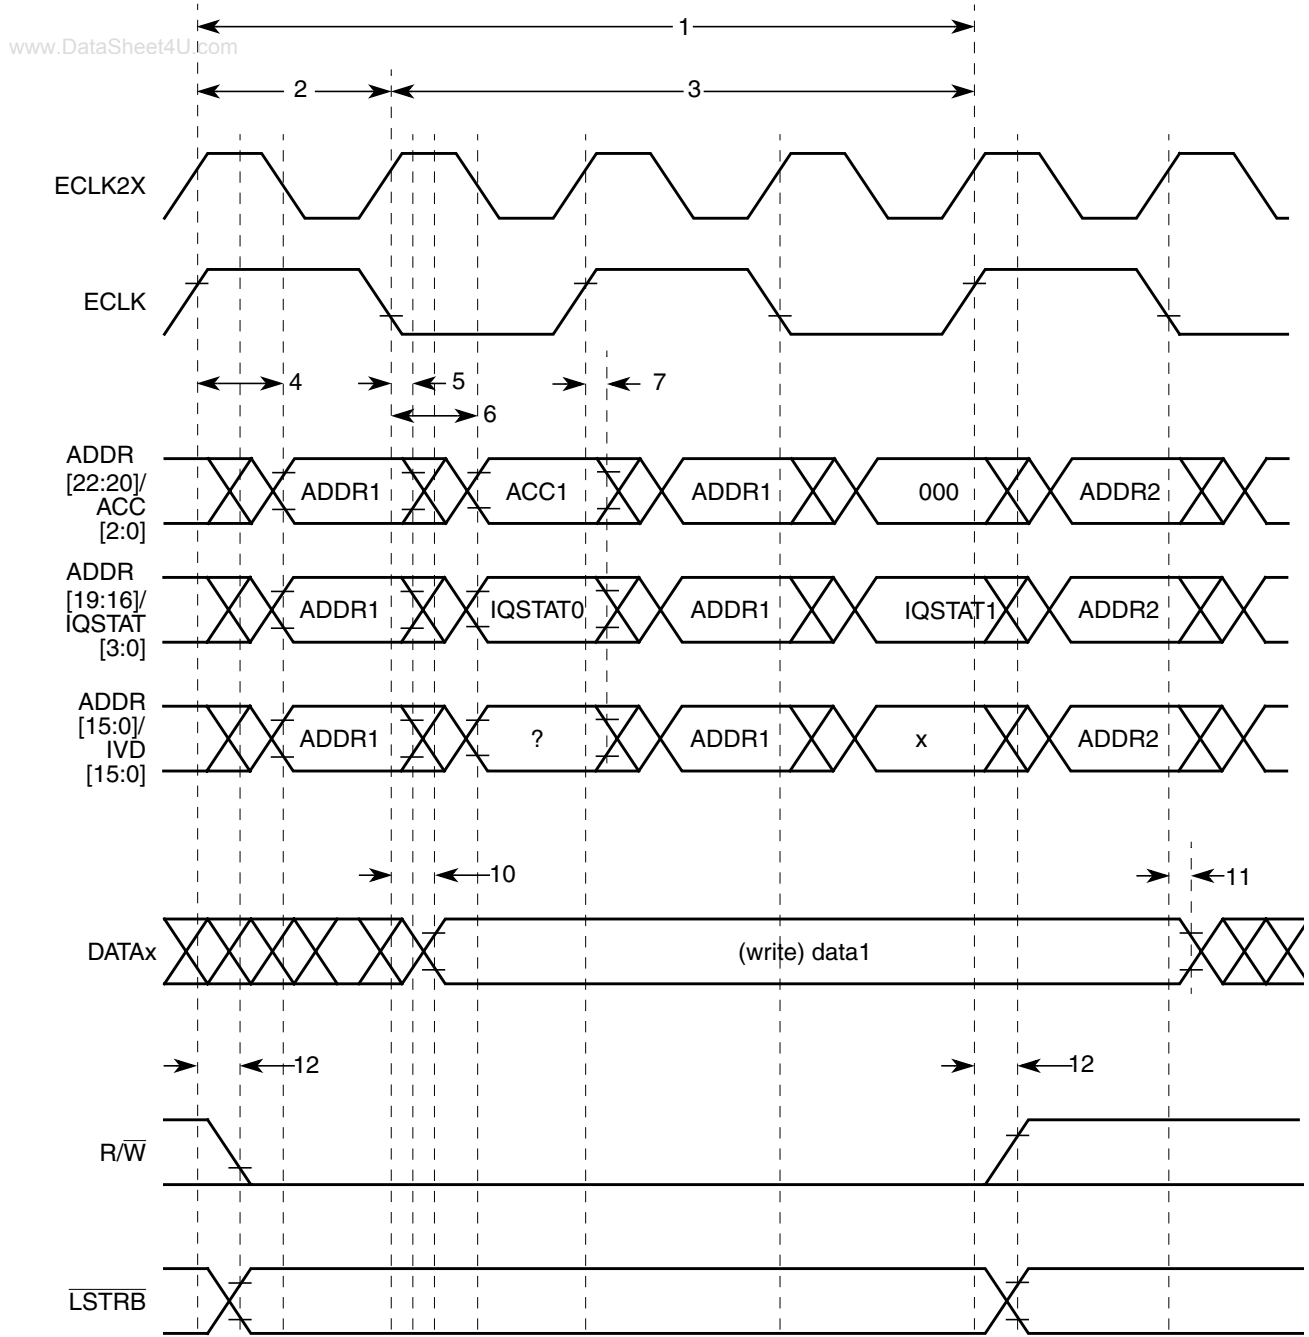 1
www.DataSheet4U.com
2
3
ECLK2X
ECLK
4
5
7
6
ADDR
[22:20]/
ACC
[2:0]
ADDR1
ACC1
ADDR1
000
ADDR2
ADDR
[19:16]/
IQSTAT
[3:0]
ADDR1
IQSTAT0
ADDR1
IQSTAT1
ADDR2
ADDR
[15:0]/
IVD
[15:0]
ADDR1
?
ADDR1
x
ADDR2
10
11
DATAx
(write) data1
12
12
R/W̅
L̅S̅T̅R̅B̅